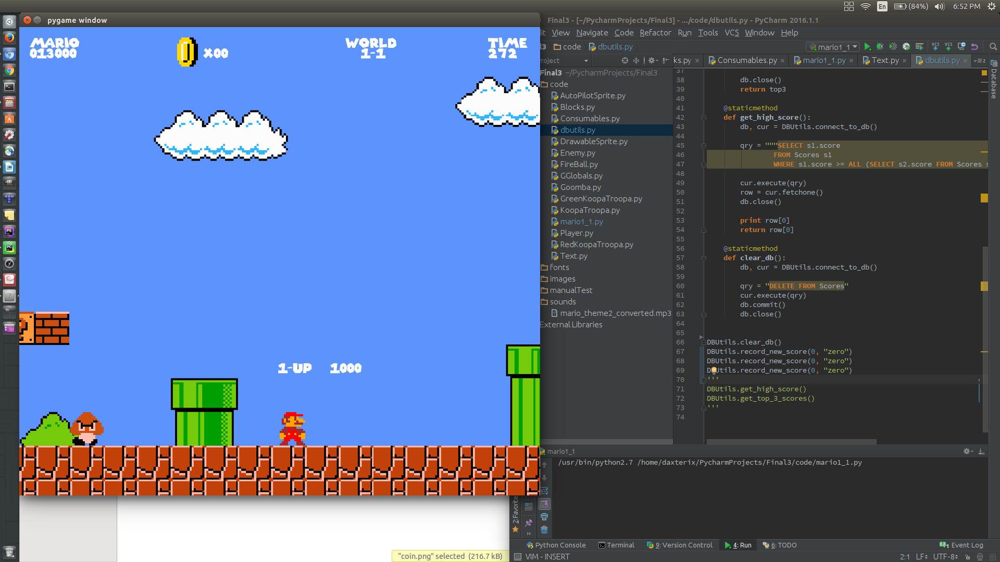 En (84%) 6:52 PM
pygame window
Final3 - [~/PycharmProjects/Final3] - .../code/dbutils.py - PyCharm 2016.1.1
it View Navigate Code Refactor Run Tools VCS Window Help
l3 code dbutils.py mario1_1 VCS VCS
MARIO
013000
x00
WORLD
1-1
TIME
272
1-UP 1000
roject
ks.py Consumables.py mario1_1.py Text.py dbutils.py
Database
Final3 ~/PycharmProjects/Final3
code
AutoPilotSprite.py
Blocks.py
Consumables.py
dbutils.py
DrawableSprite.py
Enemy.py
FireBall.py
GGlobals.py
Goomba.py
GreenKoopaTroopa.py
KoopaTroopa.py
mario1_1.py
Player.py
RedKoopaTroopa.py
Text.py
fonts
images
manualTest
sounds
mario_theme2_converted.mp3
External Libraries
37
38 db.close()
39 return top3
40
41 @staticmethod
42 def get_high_score():
43 db, cur = DBUtils.connect_to_db()
44
45 qry = """SELECT s1.score
46 FROM Scores s1
47 WHERE s1.score >= ALL (SELECT s2.score FROM Scores s
48
49 cur.execute(qry)
50 row = cur.fetchone()
51 db.close()
52
53 print row[0]
54 return row[0]
55
56 @staticmethod
57 def clear_db():
58 db, cur = DBUtils.connect_to_db()
59
60 qry = "DELETE FROM Scores"
61 cur.execute(qry)
62 db.commit()
63 db.close()
64
65
66 DBUtils.clear_db()
67 DBUtils.record_new_score(0, "zero")
68 DBUtils.record_new_score(0, "zero")
69 DBUtils.record_new_score(0, "zero")
70 '''
71 DBUtils.get_high_score()
72 DBUtils.get_top_3_scores()
73 '''
74
mario1_1
/usr/bin/python2.7 /home/daxterix/PycharmProjects/Final3/code/mario1_1.py
2: Favorites
Python Console Terminal 9: Version Control 4: Run 6: TODO Event Log
"coin.png" selected (216.7 kB)
VIM - INSERT 2:1 LF UTF-8